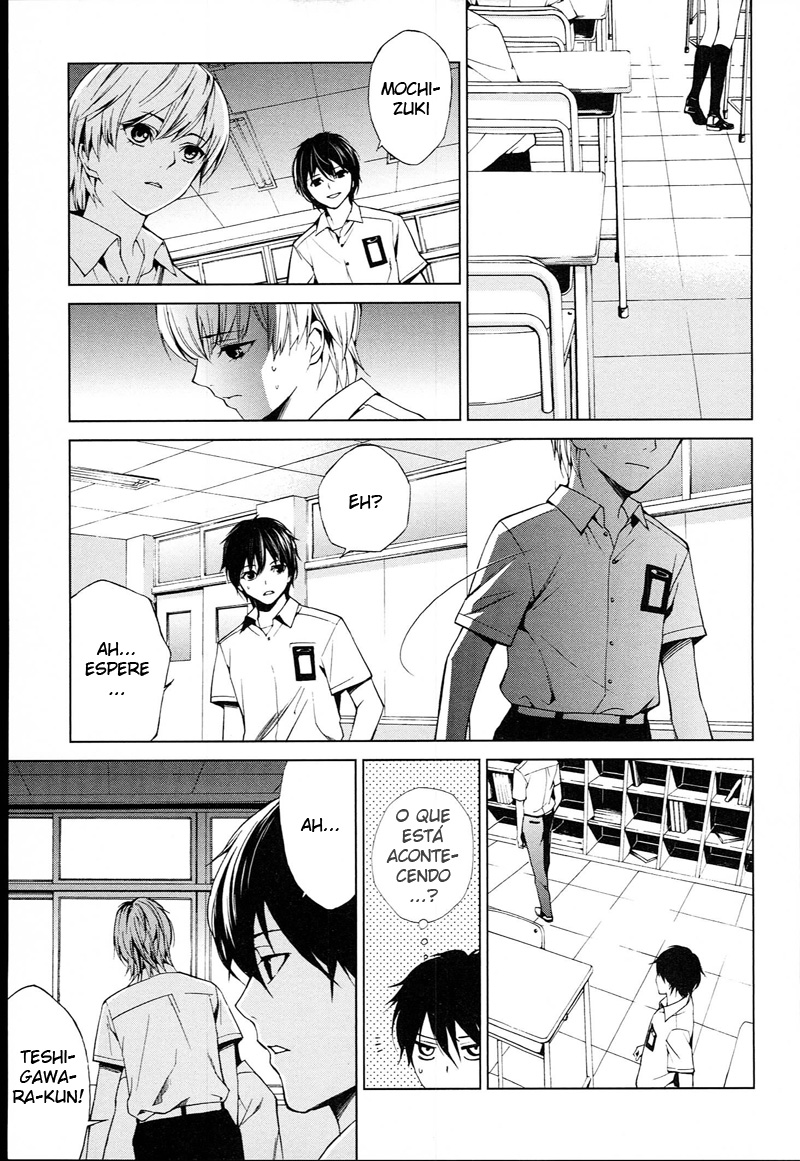 MOCHI-
ZUKI
EH?
AH...
ESPERE
...
O QUE
ESTÁ
ACONTE-
CENDO
...?
AH...
TESHI-
GAWA-
RA-KUN!